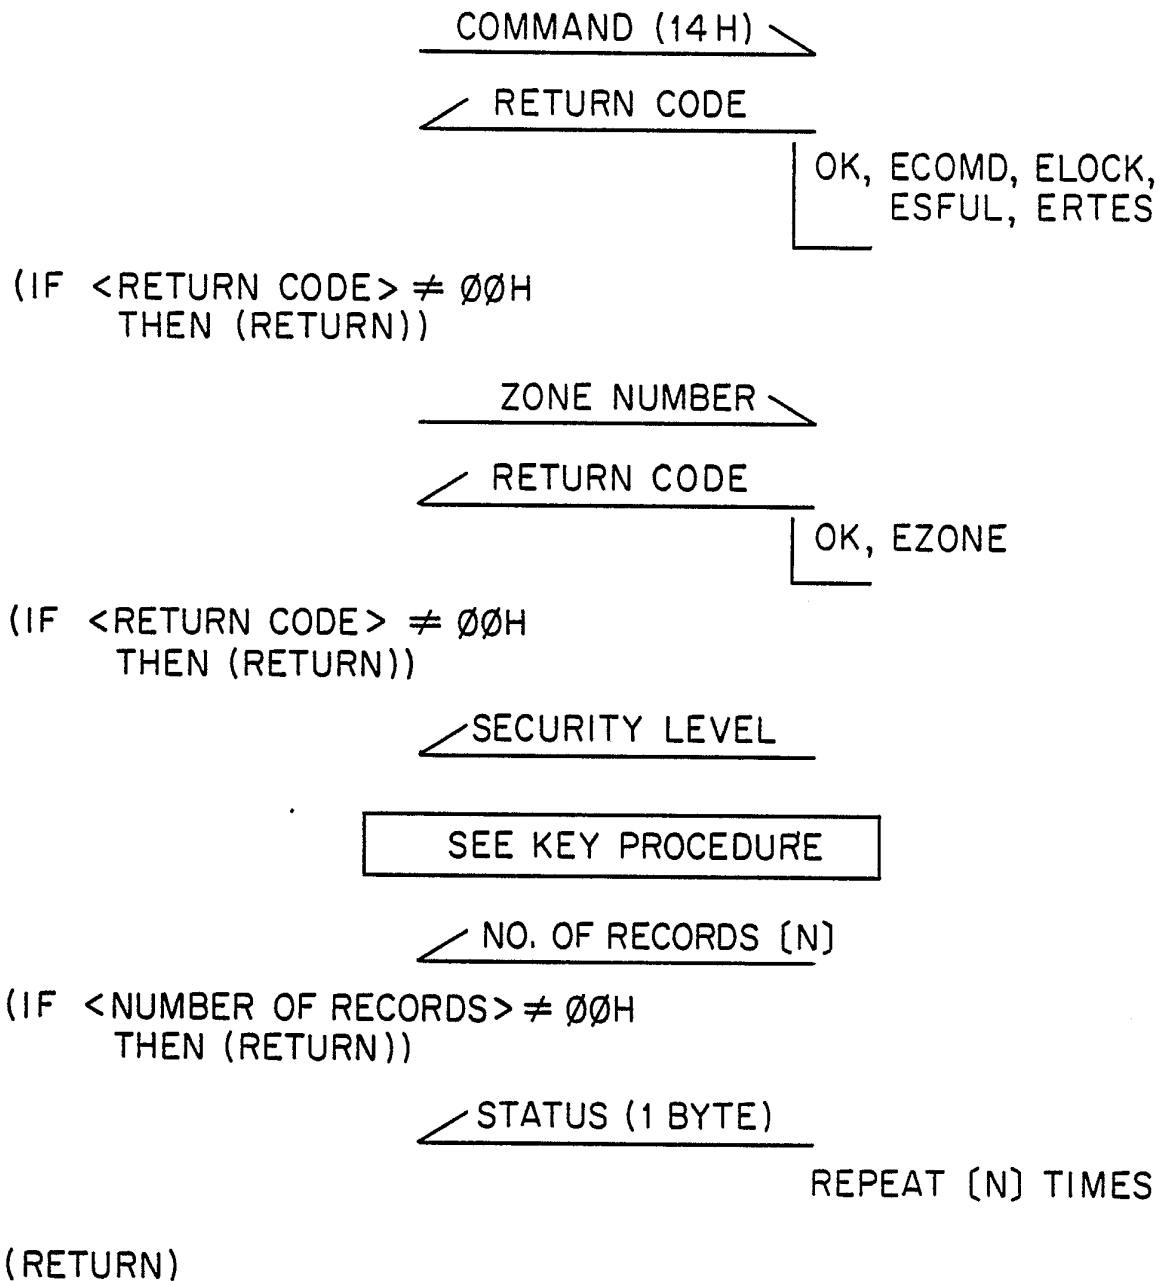 COMMAND (14H)
RETURN CODE
OK, ECOMD, ELOCK,
ESFUL, ERTES
(IF <RETURN CODE> ≠ ØØH
THEN (RETURN))
ZONE NUMBER
RETURN CODE
OK, EZONE
(IF <RETURN CODE> ≠ ØØH
THEN (RETURN))
SECURITY LEVEL
SEE KEY PROCEDURE
NO. OF RECORDS [N]
(IF <NUMBER OF RECORDS> ≠ ØØH
THEN (RETURN))
STATUS (1 BYTE)
REPEAT [N] TIMES
(RETURN)